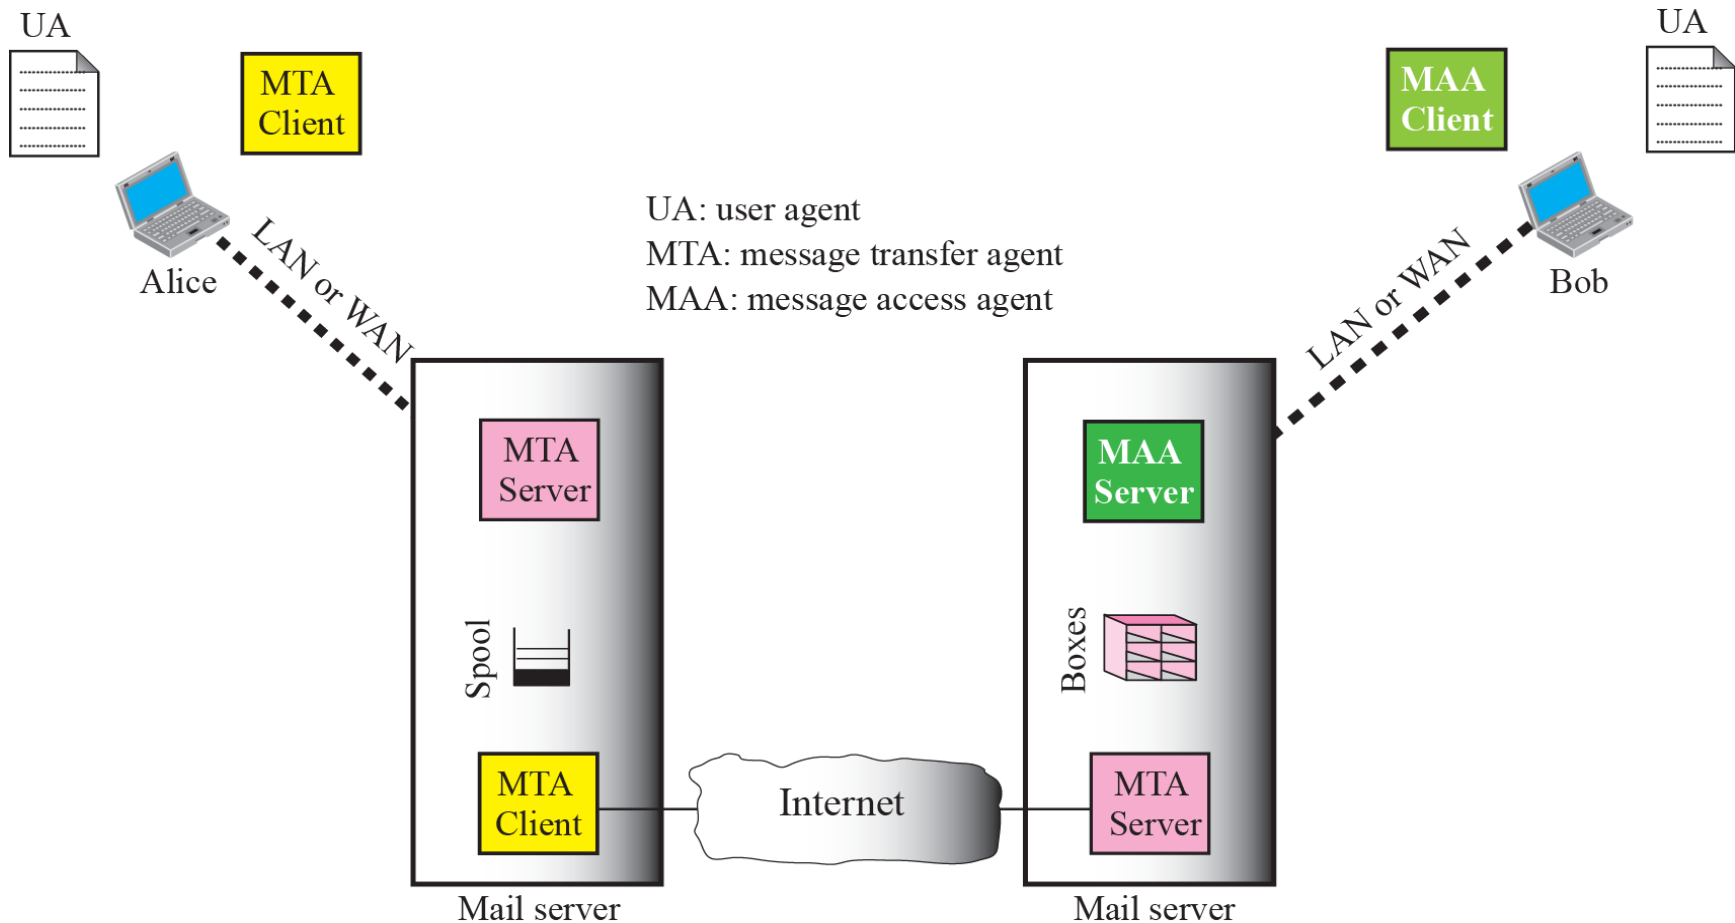 UA
MTA
Client
Alice
LAN or WAN
UA: user agent
MTA: message transfer agent
MAA: message access agent
MAA
Client
UA
Bob
LAN or WAN
MTA
Server
Spool
MTA
Client
Mail server
Internet
MAA
Server
Boxes
MTA
Server
Mail server